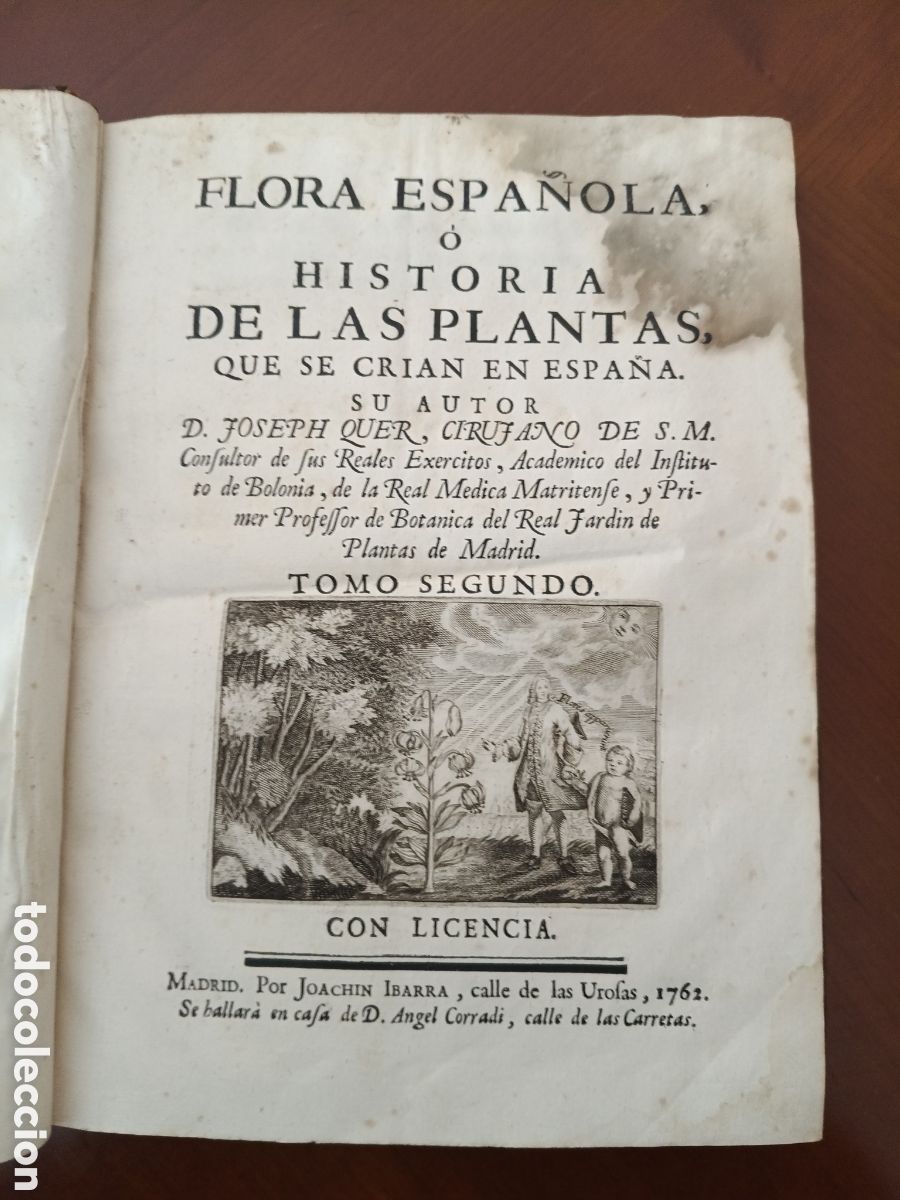 FLORA ESPAÑOLA,
Ó
HISTORIA
DE LAS PLANTAS,
QUE SE CRIAN EN ESPAÑA.
SU AUTOR
D. JOSEPH QUER, CIRUJANO DE S. M.
Conſultor de ſus Reales Exercitos, Academico del Inſtitu-
to de Bolonia, de la Real Medica Matritenſe, y Pri-
mer Profeſſor de Botanica del Real Jardin de
Plantas de Madrid.
TOMO SEGUNDO.
CON LICENCIA.
MADRID. Por JOACHIN IBARRA, calle de las Uroſas, 1762.
Se hallarà en caſa de D. Angel Corradi, calle de las Carretas.
todocoleccion